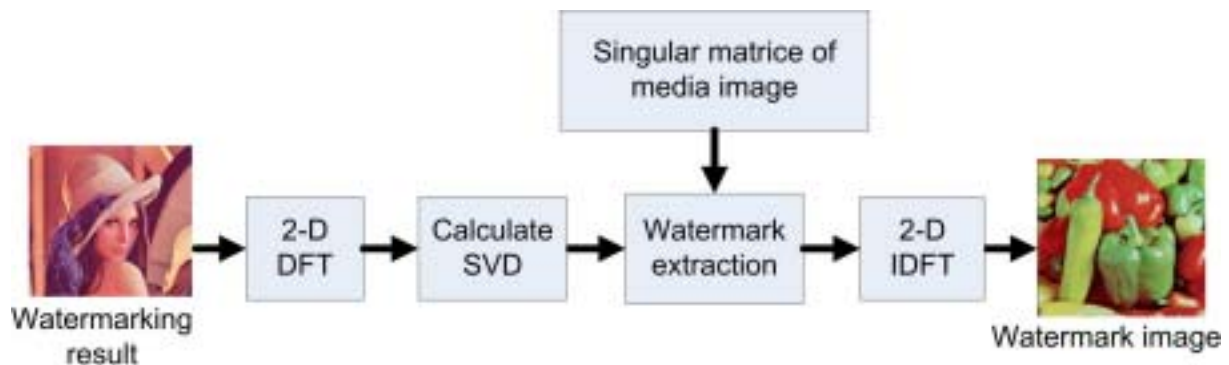 Singular matrice of
media image
2-D
DFT
Calculate
SVD
Watermark
extraction
2-D
IDFT
Watermarking
result
Watermark image